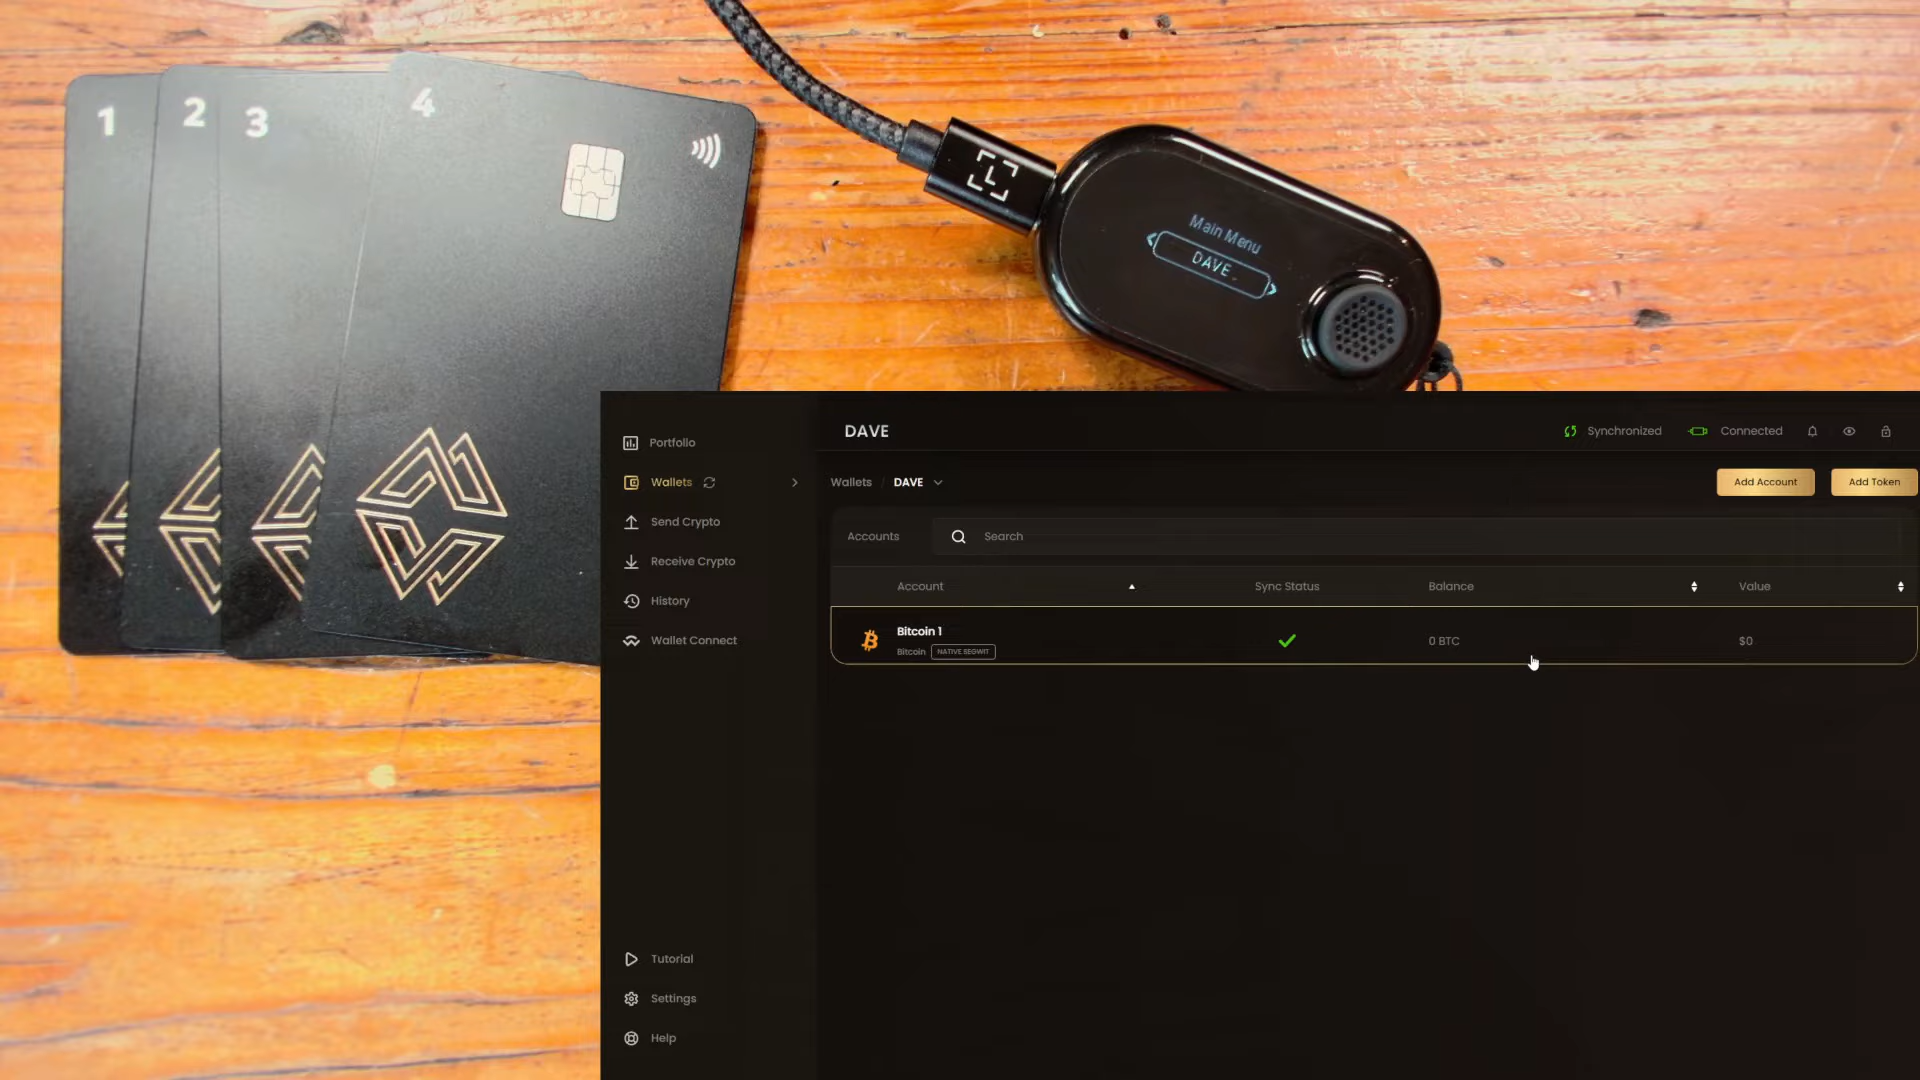 1
2
3
4
Main Menu
DAVE
DAVE
Synchronized
Connected
Portfolio
Wallets
Send Crypto
Receive Crypto
History
Wallet Connect
Tutorial
Settings
Help
Wallets / DAVE
Add Account
Add Token
Accounts
Search
Account
Sync Status
Balance
Value
Bitcoin 1
Bitcoin
NATIVE SEGWIT
0 BTC
$0